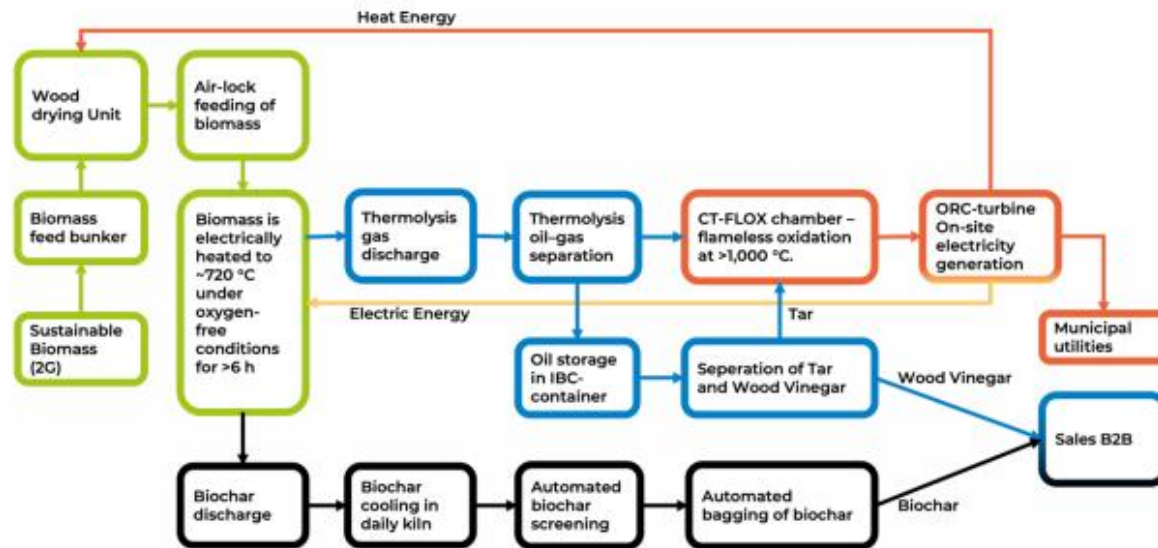 Heat Energy
Wood
drying Unit
Air-lock
feeding of
biomass
Biomass
feed bunker
Sustainable
Biomass
(2G)
Biomass is
electrically
heated to
~720 °C
under
oxygen-
free
conditions
for >6 h
Thermolysis
gas
discharge
Thermolysis
oil-gas
separation
CT-FLOX chamber –
flameless oxidation
at >1,000 °C.
ORC-turbine
On-site
electricity
generation
Electric Energy
Tar
Municipal
utilities
Oil storage
in IBC-
container
Seperation of Tar
and Wood Vinegar
Wood Vinegar
Sales B2B
Biochar
discharge
Biochar
cooling in
daily kiln
Automated
biochar
screening
Automated
bagging of biochar
Biochar